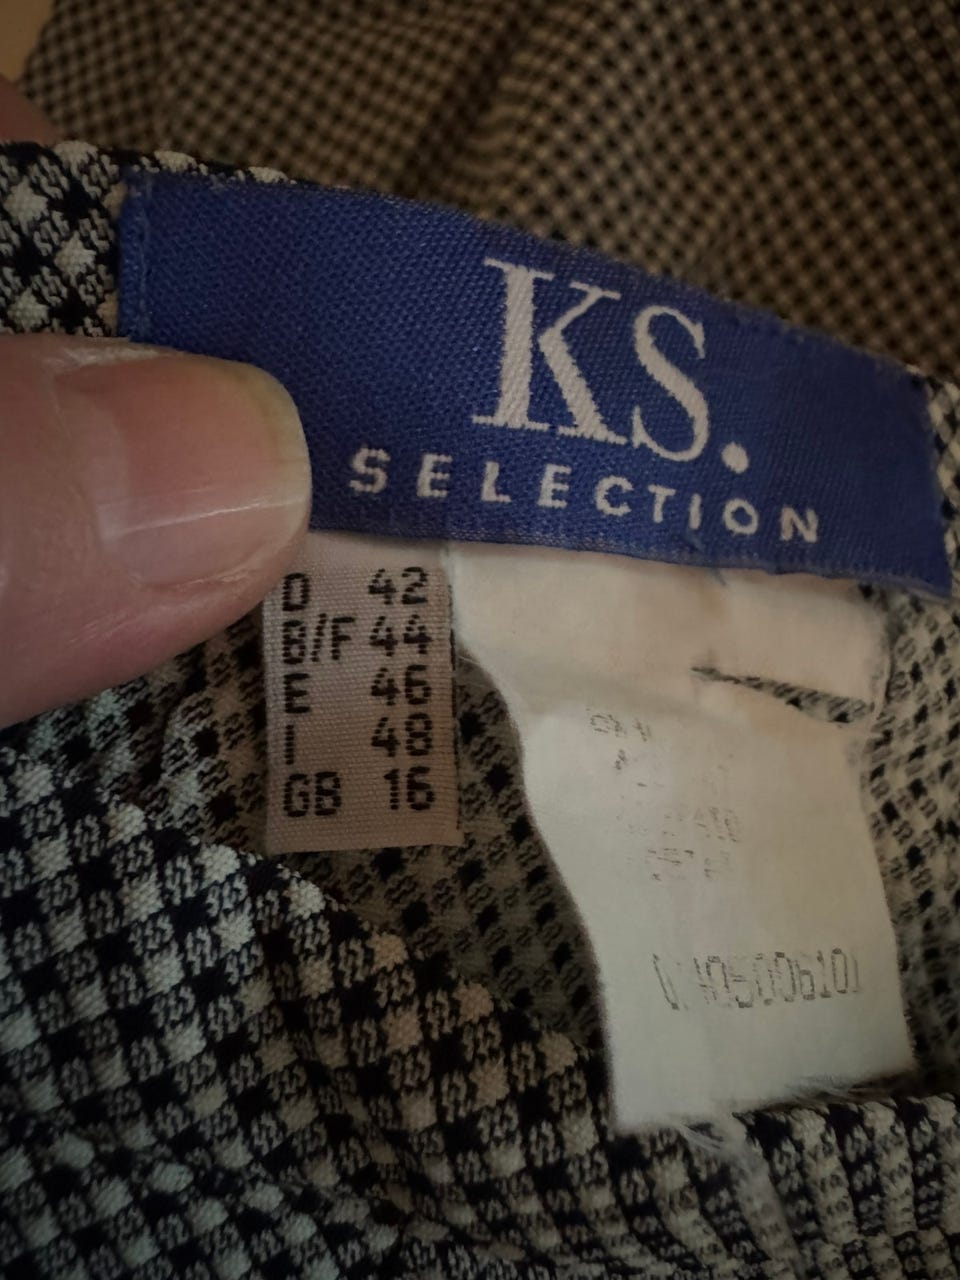 KS.
SELECTION
D 42
B/F 44
E 46
I 48
GB 16